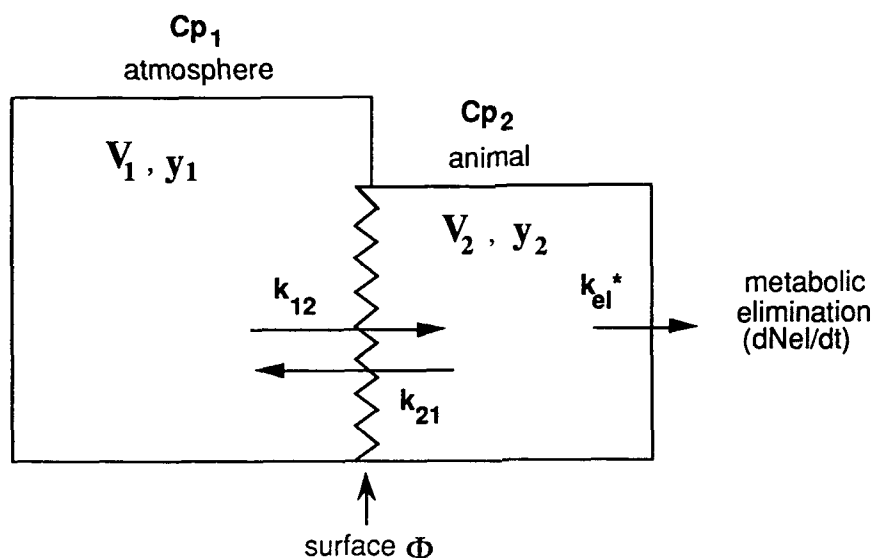 Cp₁
atmosphere
Cp₂
animal
V₁ , y₁
V₂ , y₂
k₁₂
k₂₁
kₑₗ*
metabolic
elimination
(dNel/dt)
surface Φ